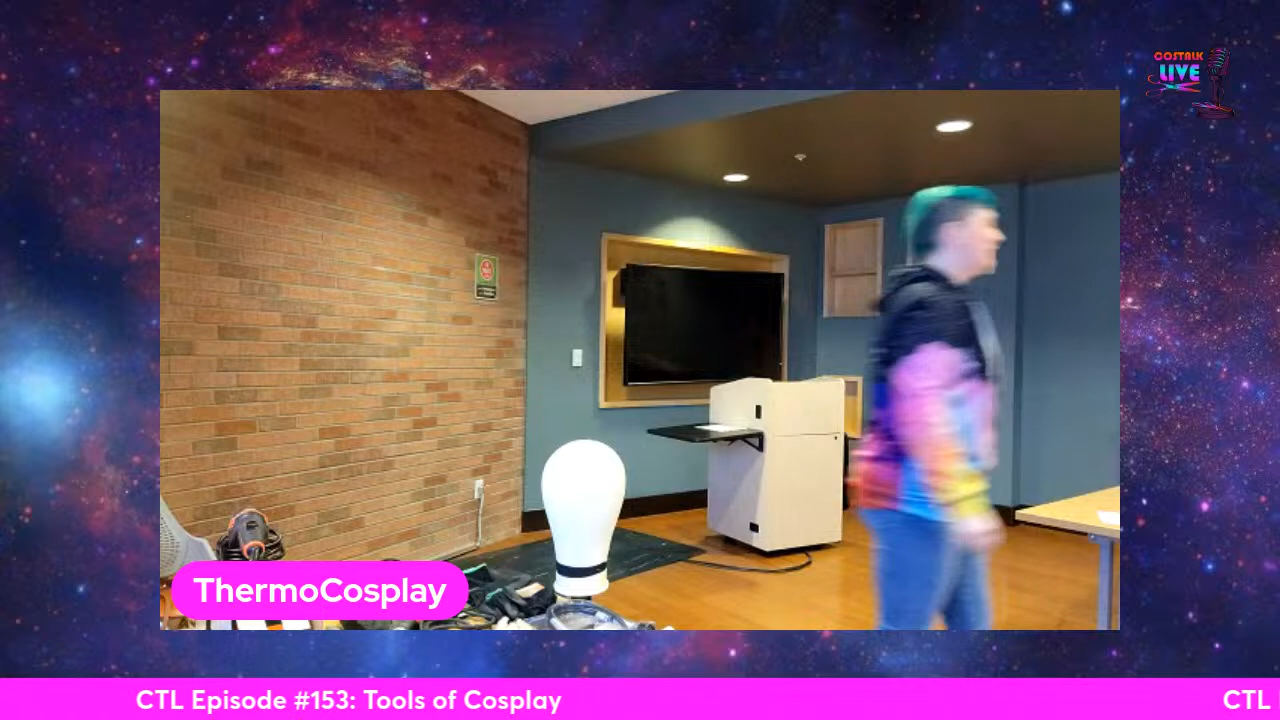 COSTALK
LIVE
ThermoCosplay
CTL Episode #153: Tools of Cosplay
CTL